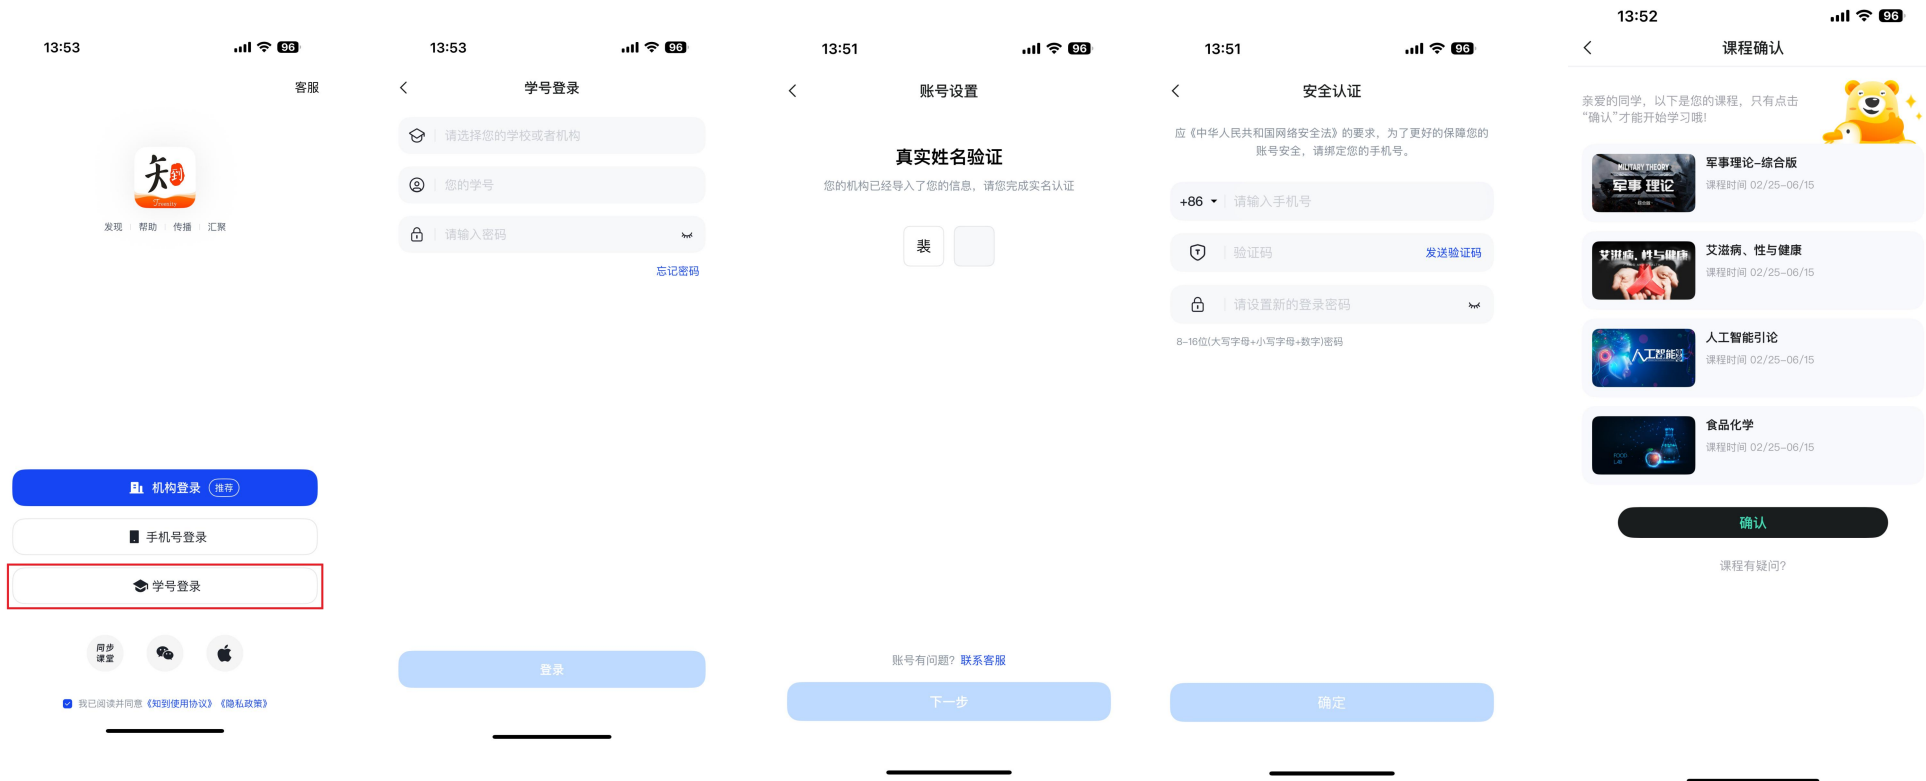 13:53
96
客服
知到
Treenity
发现 帮助 传播 汇聚
机构登录 推荐
手机号登录
学号登录
同步
课堂
我已阅读并同意《知到使用协议》《隐私政策》
13:53
96
学号登录
请选择您的学校或者机构
您的学号
请输入密码
忘记密码
登录
13:51
96
账号设置
真实姓名验证
您的机构已经导入了您的信息，请您完成实名认证
裴
账号有问题? 联系客服
下一步
13:51
96
安全认证
应《中华人民共和国网络安全法》的要求，为了更好的保障您的
账号安全，请绑定您的手机号。
+86 请输入手机号
验证码 发送验证码
请设置新的登录密码
8-16位(大写字母+小写字母+数字)密码
确定
13:52
96
课程确认
亲爱的同学，以下是您的课程，只有点击
“确认”才能开始学习哦!
MILITARY THEORY
军事 理论
·综合版·
军事理论-综合版
课程时间 02/25-06/15
艾滋病，性与健康
艾滋病、性与健康
课程时间 02/25-06/15
人工智能引论
课程时间 02/25-06/15
FOOD
LAB
食品化学
课程时间 02/25-06/15
确认
课程有疑问?